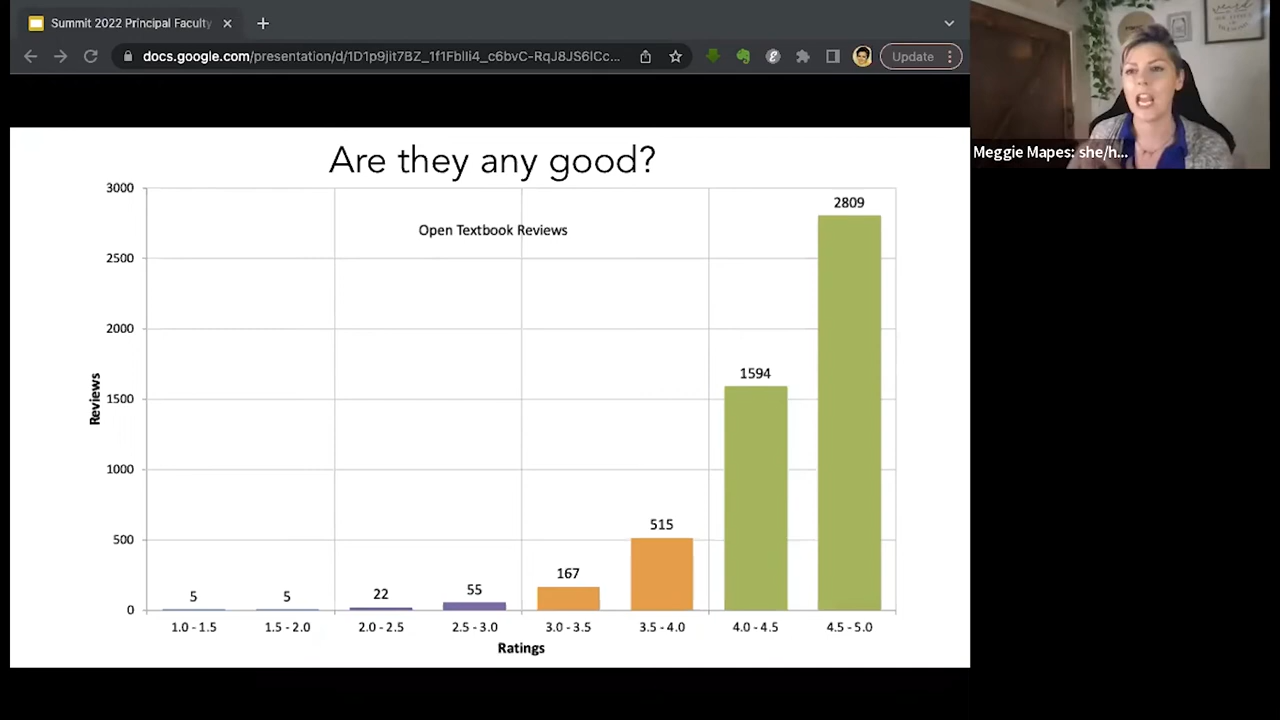 Summit 2022 Principal Faculty
docs.google.com/presentation/d/1D1p9jit7BZ_1f1Fblli4_c6bvC-RqJ8JS6lCc...
Update
Meggie Mapes: she/h...
Are they any good?
Open Textbook Reviews
3000
2500
2000
1500
1000
500
0
Reviews
5
5
22
55
167
515
1594
2809
1.0 - 1.5
1.5 - 2.0
2.0 - 2.5
2.5 - 3.0
3.0 - 3.5
3.5 - 4.0
4.0 - 4.5
4.5 - 5.0
Ratings